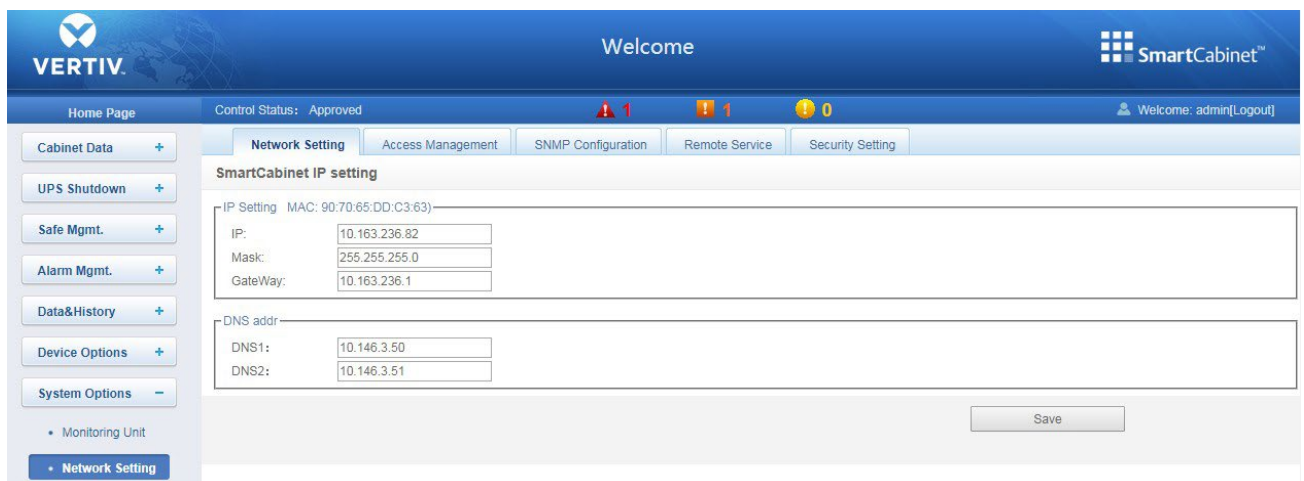 VERTIV.
Welcome
SmartCabinet™
Home Page
Control Status： Approved
1
1
0
Welcome: admin[Logout]
Cabinet Data +
UPS Shutdown +
Safe Mgmt. +
Alarm Mgmt. +
Data&History +
Device Options +
System Options −
• Monitoring Unit
• Network Setting
Network Setting
Access Management
SNMP Configuration
Remote Service
Security Setting
SmartCabinet IP setting
IP Setting MAC: 90:70:65:DD:C3:63)
IP: 10.163.236.82
Mask: 255.255.255.0
GateWay: 10.163.236.1
DNS addr
DNS1： 10.146.3.50
DNS2： 10.146.3.51
Save